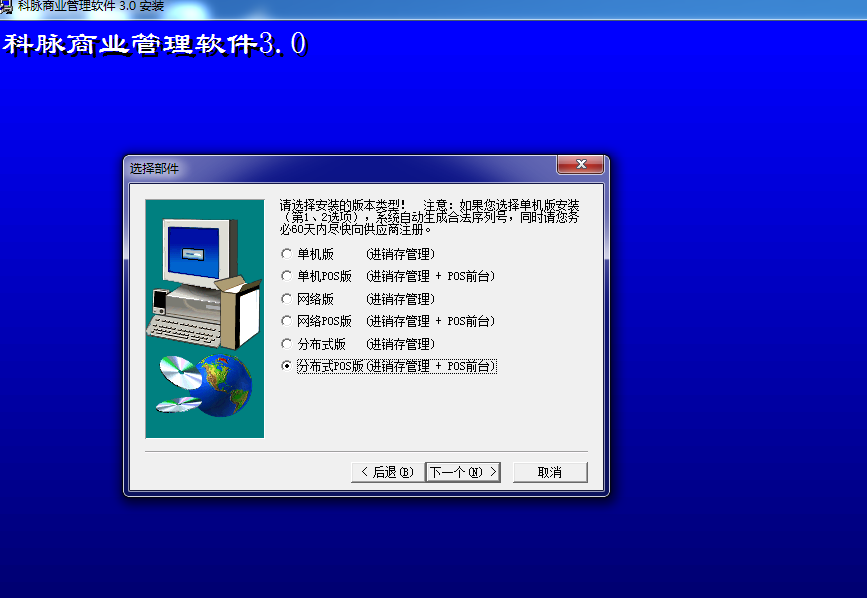 科脉商业管理软件 3.0 安装
科脉商业管理软件3.0
选择部件
请选择安装的版本类型！ 注意：如果您选择单机版安装
（第1、2选项），系统自动生成合法序列号，同时请您务
必60天内尽快向供应商注册。
单机版 (进销存管理)
单机POS版 (进销存管理 + POS前台)
网络版 (进销存管理)
网络POS版 (进销存管理 + POS前台)
分布式版 (进销存管理)
分布式POS版(进销存管理 + POS前台)
< 后退(B) 下一个(N) > 取消